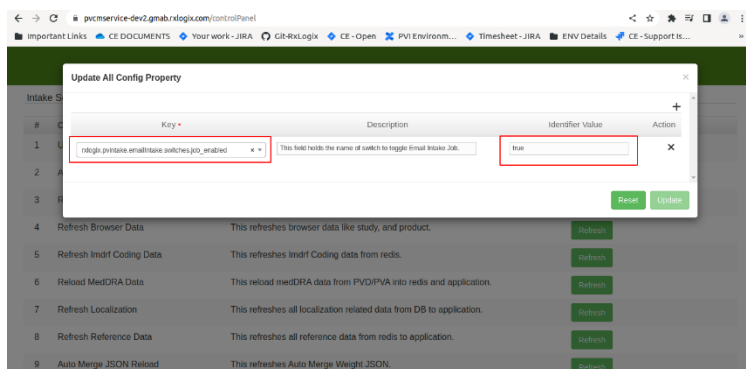 pvcmservice-dev2.gmab.rxlogix.com/controlPanel
Important Links CE DOCUMENTS Your work - JIRA Git-RxLogix CE - Open PVI Environm... Timesheet - JIRA ENV Details CE - Support Is... »
Update All Config Property ×
Intake S
+
# Key • Description Identifier Value Action
1 U rxlogix.pvintake.emailIntake.switches.job_enabled × This field holds the name of switch to toggle Email Intake Job. true ×
2 A
3 R Reset Update
4 Refresh Browser Data This refreshes browser data like study, and product. Refresh
5 Refresh Imdrf Coding Data This refreshes Imdrf Coding data from redis. Refresh
6 Reload MedDRA Data This reload medDRA data from PVD/PVA into redis and application. Refresh
7 Refresh Localization This refreshes all localization related data from DB to application. Refresh
8 Refresh Reference Data This refreshes all reference data from redis to application. Refresh
9 Auto Merge JSON Reload This refreshes Auto Merge Weight JSON. Refresh